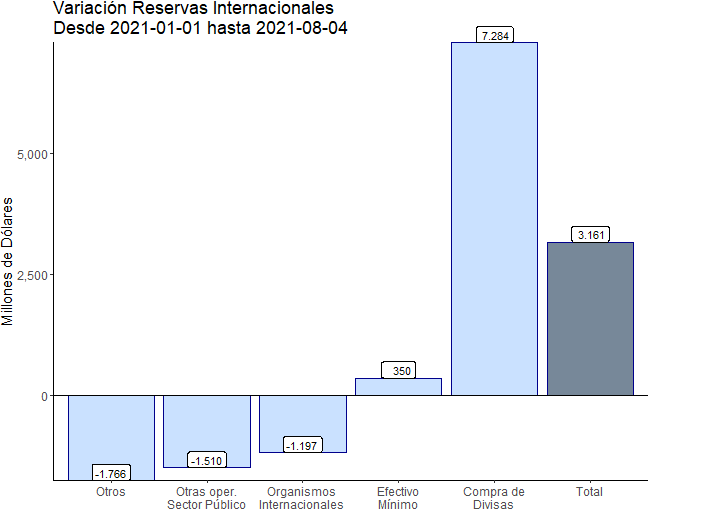 Variación Reservas Internacionales
Desde 2021-01-01 hasta 2021-08-04
Millones de Dólares
5,000
2,500
0
-1.766
-1.510
-1.197
350
7.284
3.161
Otros
Otras oper.
Sector Público
Organismos
Internacionales
Efectivo
Mínimo
Compra de
Divisas
Total